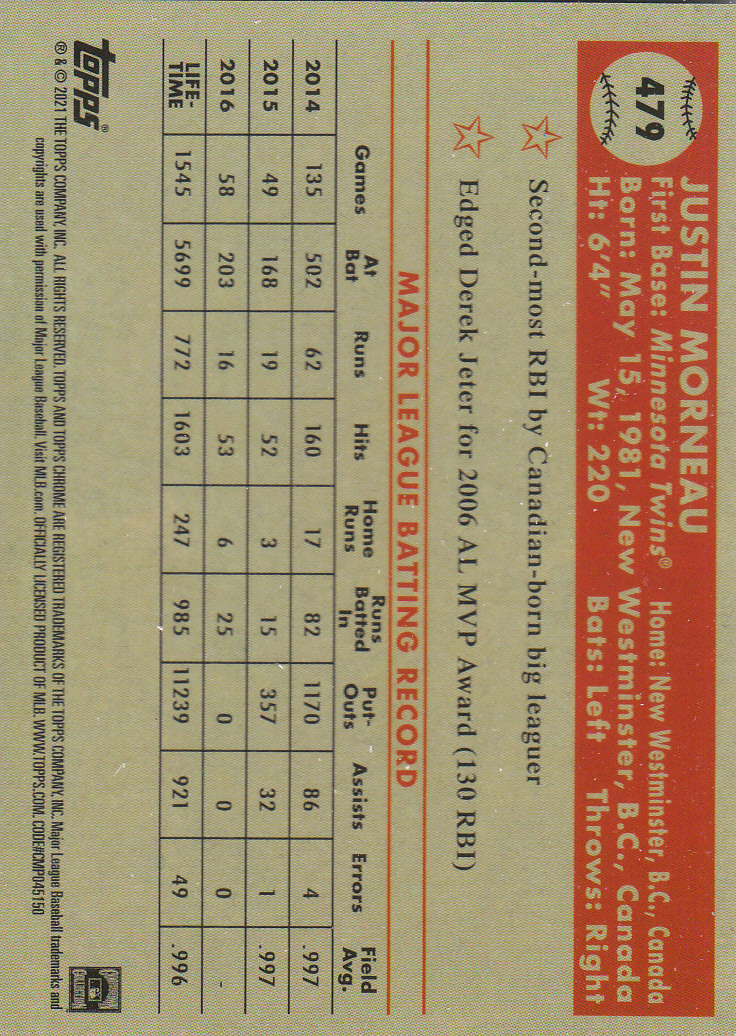 479
JUSTIN MORNEAU
First Base: Minnesota Twins® Home: New Westminster, B.C., Canada
Born: May 15, 1981, New Westminster, B.C., Canada
Ht: 6'4" Wt: 220 Bats: Left Throws: Right
Second-most RBI by Canadian-born big leaguer
Edged Derek Jeter for 2006 AL MVP Award (130 RBI)
MAJOR LEAGUE BATTING RECORD
Games At Bat Runs Hits Home Runs Runs Batted In Put-Outs Assists Errors Field Avg.
2014 135 502 62 160 17 82 1170 86 4 .997
2015 49 168 19 52 3 15 357 32 1 .997
2016 58 203 16 53 6 25 0 0 0 -
LIFE-TIME 1545 5699 772 1603 247 985 11239 921 49 .996
topps®
® & © 2021 THE TOPPS COMPANY, INC. ALL RIGHTS RESERVED. TOPPS AND TOPPS CHROME ARE REGISTERED TRADEMARKS OF THE TOPPS COMPANY, INC. Major League Baseball trademarks and
copyrights are used with permission of Major League Baseball. Visit MLB.com. OFFICIALLY LICENSED PRODUCT OF MLB. WWW.TOPPS.COM. CODE#CMP045150